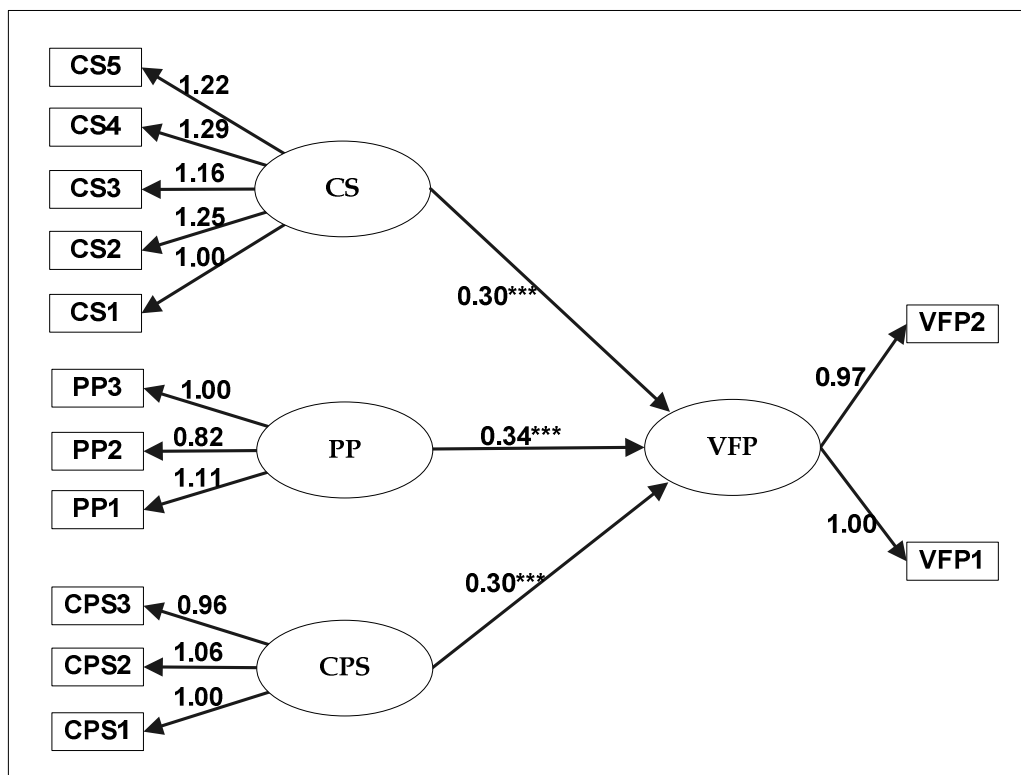 CS5
1.22
CS4
1.29
CS3
1.16
CS2
1.25
CS1
1.00
CS
0.30***
PP3
1.00
PP2
0.82
PP1
1.11
PP
0.34***
CPS3
0.96
CPS2
1.06
CPS1
1.00
CPS
0.30***
VFP
VFP2
0.97
VFP1
1.00